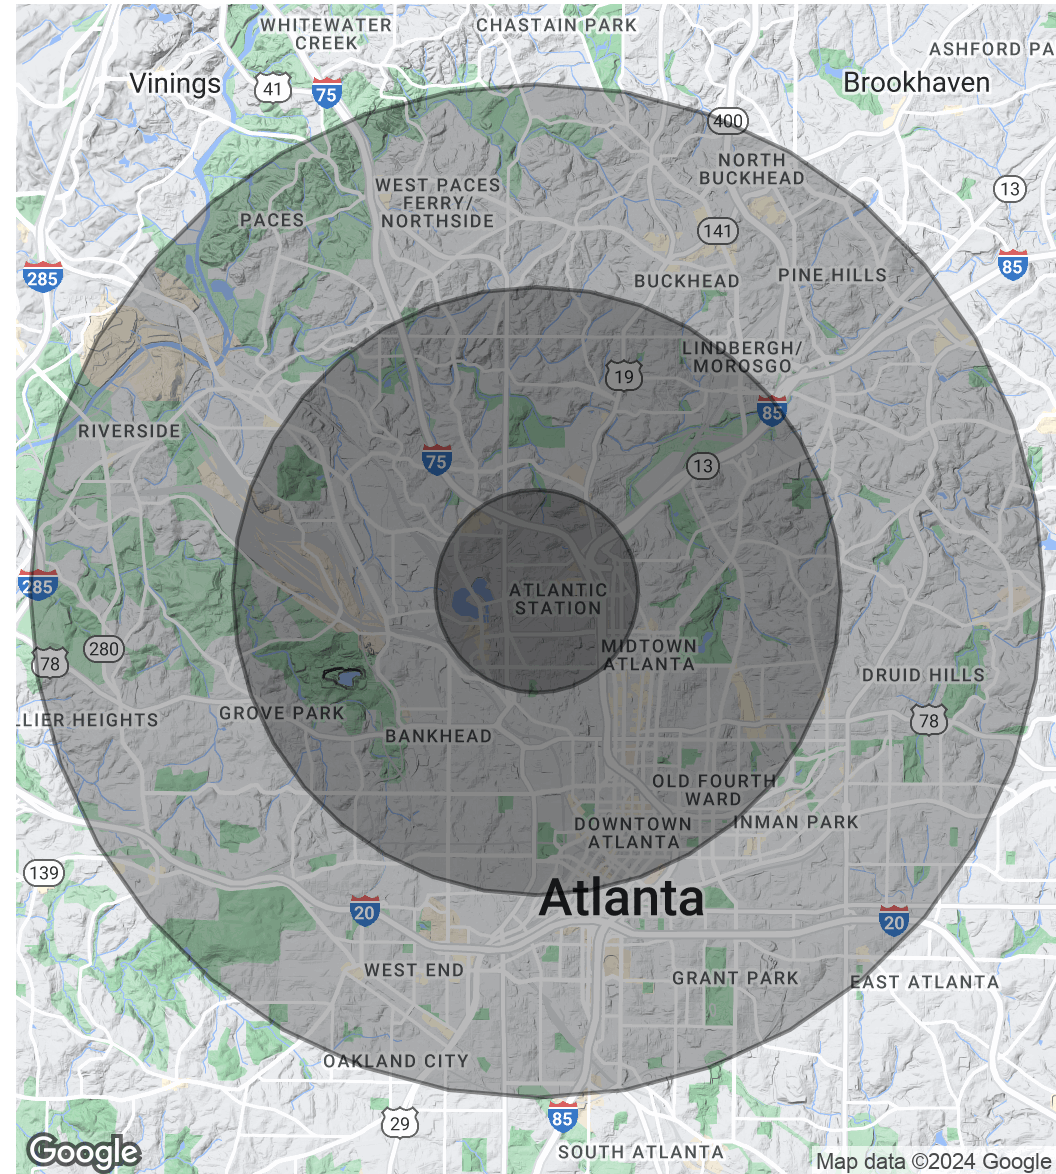 WHITEWATER
CREEK
CHASTAIN PARK
ASHFORD PA
Vinings
41
75
Brookhaven
400
NORTH
BUCKHEAD
WEST PACES
FERRY/
NORTHSIDE
13
PACES
141
285
85
BUCKHEAD
PINE HILLS
LINDBERGH/
MOROSGO
19
85
RIVERSIDE
75
13
285
ATLANTIC
STATION
280
78
MIDTOWN
ATLANTA
DRUID HILLS
LLIER HEIGHTS
GROVE PARK
78
BANKHEAD
OLD FOURTH
WARD
DOWNTOWN
ATLANTA
INMAN PARK
139
Atlanta
20
20
WEST END
GRANT PARK
EAST ATLANTA
OAKLAND CITY
29
85
SOUTH ATLANTA
Google
Map data ©2024 Google